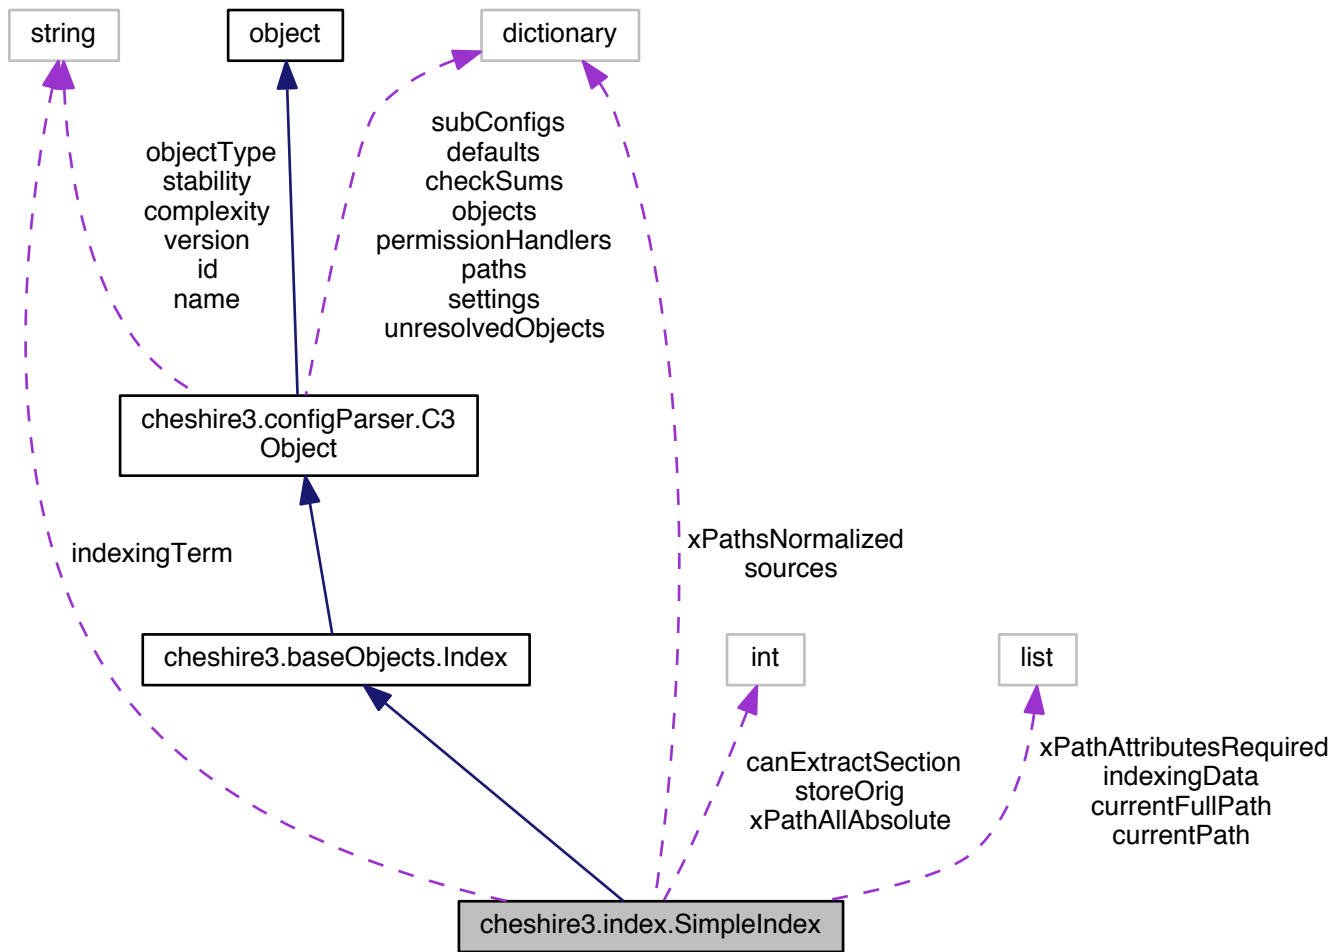 string
object
dictionary
objectType
stability
complexity
version
id
name
subConfigs
defaults
checkSums
objects
permissionHandlers
paths
settings
unresolvedObjects
cheshire3.configParser.C3
Object
indexingTerm
xPathsNormalized
sources
cheshire3.baseObjects.Index
int
list
canExtractSection
storeOrig
xPathAllAbsolute
xPathAttributesRequired
indexingData
currentFullPath
currentPath
cheshire3.index.SimpleIndex